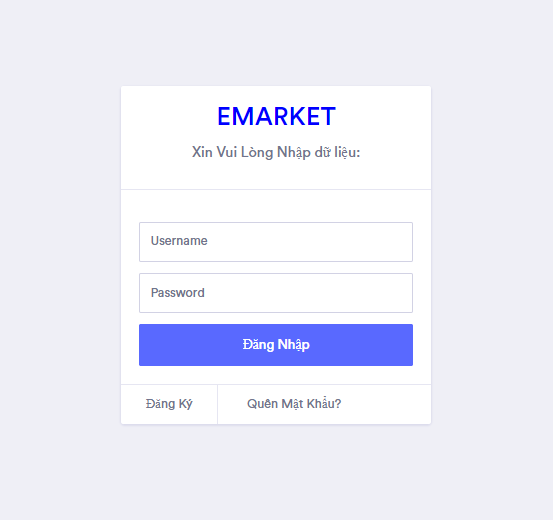 EMARKET
Xin Vui Lòng Nhập dữ liệu:
Username
Password
Đăng Nhập
Đăng Ký
Quên Mật Khẩu?